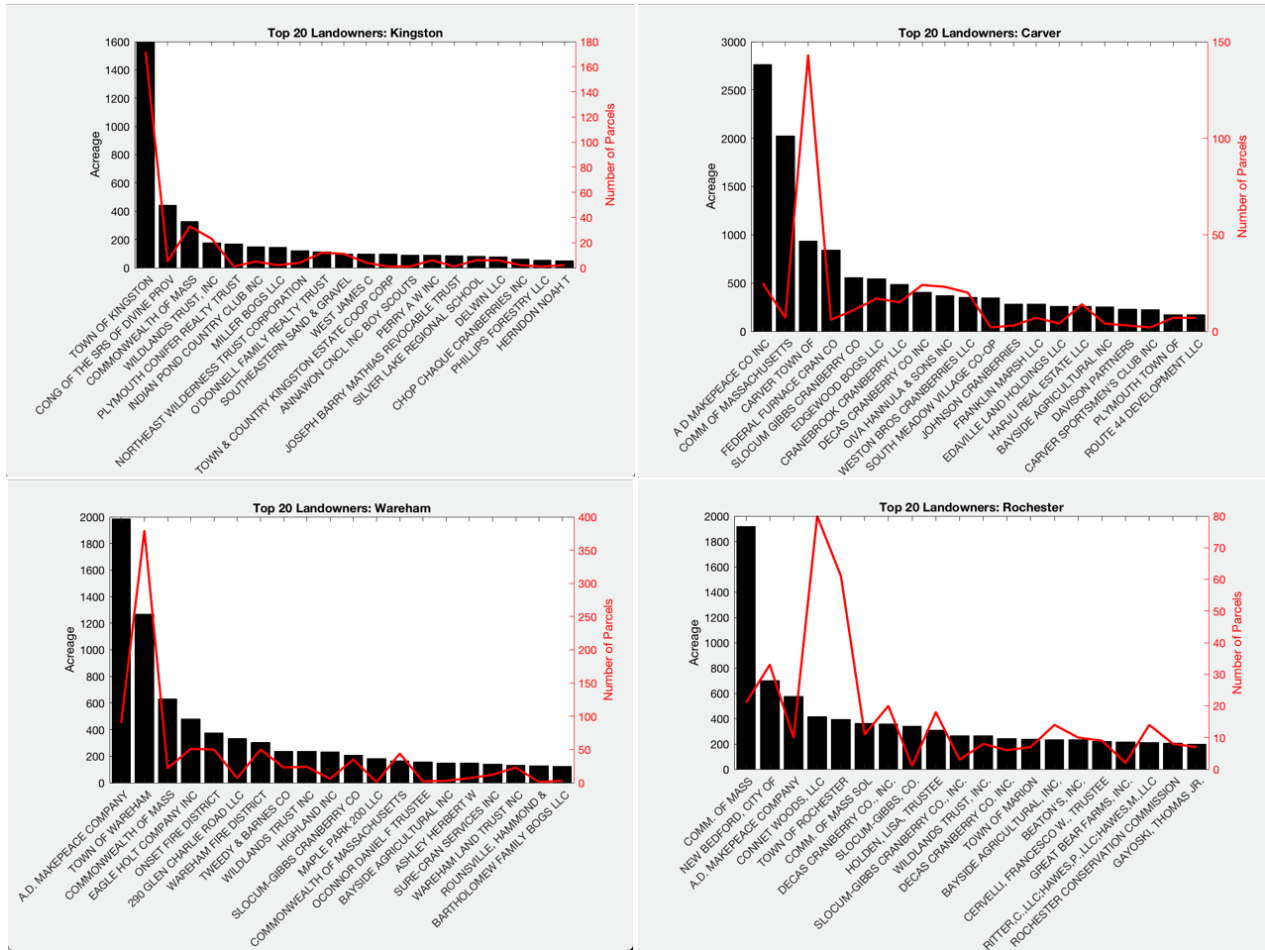 Top 20 Landowners: Kingston
Acreage
1600
1400
1200
1000
800
600
400
200
0
180
160
140
120
100
80
60
40
20
0
Number of Parcels
TOWN OF KINGSTON
CONG OF THE SRS OF DIVINE PROV
COMMONWEALTH OF MASS
WILDLANDS TRUST, INC
PLYMOUTH CONIFER REALTY TRUST
INDIAN POND COUNTRY CLUB INC
MILLER BOGS LLC
NORTHEAST WILDERNESS TRUST CORPORATION
O'DONNELL FAMILY REALTY TRUST
SOUTHEASTERN SAND & GRAVEL
WEST JAMES C
TOWN & COUNTRY KINGSTON ESTATE COOP CORP
ANNAWON CNCL INC BOY SCOUTS
PERRY A W INC
JOSEPH BARRY MATHIAS REVOCABLE TRUST
SILVER LAKE REGIONAL SCHOOL
DELWIN LLC
CHOP CHAQUE CRANBERRIES INC
PHILLIPS FORESTRY LLC
HERNDON NOAH T
Top 20 Landowners: Carver
Acreage
3000
2500
2000
1500
1000
500
0
150
100
50
0
Number of Parcels
A D MAKEPEACE CO INC
COMM OF MASSACHUSETTS
CARVER TOWN OF
FEDERAL FURNACE CRAN CO
SLOCUM GIBBS CRANBERRY CO
EDGEWOOD BOGS LLC
CRANEBROOK CRANBERRY LLC
DECAS CRANBERRY CO INC
OIVA HANNULA & SONS INC
WESTON BROS CRANBERRIES LLC
SOUTH MEADOW VILLAGE CO-OP
JOHNSON CRANBERRIES
FRANKLIN MARSH LLC
EDAVILLE LAND HOLDINGS LLC
HARJU REAL ESTATE LLC
BAYSIDE AGRICULTURAL INC
DAVISON PARTNERS
CARVER SPORTSMEN'S CLUB INC
PLYMOUTH TOWN OF
ROUTE 44 DEVELOPMENT LLC
Top 20 Landowners: Wareham
Acreage
2000
1800
1600
1400
1200
1000
800
600
400
200
0
400
350
300
250
200
150
100
50
0
Number of Parcels
A.D. MAKEPEACE COMPANY
TOWN OF WAREHAM
COMMONWEALTH OF MASS
EAGLE HOLT COMPANY INC
ONSET FIRE DISTRICT
290 GLEN CHARLIE ROAD LLC
WAREHAM FIRE DISTRICT
TWEEDY & BARNES CO
WILDLANDS TRUST INC
HIGHLAND INC
SLOCUM-GIBBS CRANBERRY CO
MAPLE PARK 200 LLC
COMMONWEALTH OF MASSACHUSETTS
OCONNOR DANIEL F TRUSTEE
BAYSIDE AGRICULTURAL INC
ASHLEY HERBERT W
SURE-CRAN SERVICES INC
WAREHAM LAND TRUST INC
ROUNSVILLE, HAMMOND &
BARTHOLOMEW FAMILY BOGS LLC
Top 20 Landowners: Rochester
Acreage
2000
1800
1600
1400
1200
1000
800
600
400
200
0
80
70
60
50
40
30
20
10
0
Number of Parcels
COMM. OF MASS
NEW BEDFORD, CITY OF
A.D. MAKEPEACE COMPANY
CONNET WOODS, LLC
TOWN OF ROCHESTER
COMM. OF MASS SOL
DECAS CRANBERRY CO., INC.
SLOCUM-GIBBS, CO.
HOLDEN, LISA, TRUSTEE
SLOCUM-GIBBS CRANBERRY CO., INC.
WILDLANDS TRUST, INC.
DECAS CRANBERRY CO. INC.
TOWN OF MARION
BAYSIDE AGRICULTURAL, INC.
BEATON'S, INC.
CERVELLI, FRANCESCO W., TRUSTEE
GREAT BEAR FARMS, INC.
RITTER,C.,LLC;HAWES,P.,LLC;HAWES,M.LLC
ROCHESTER CONSERVATION COMMISSION
GAYOSKI, THOMAS JR.